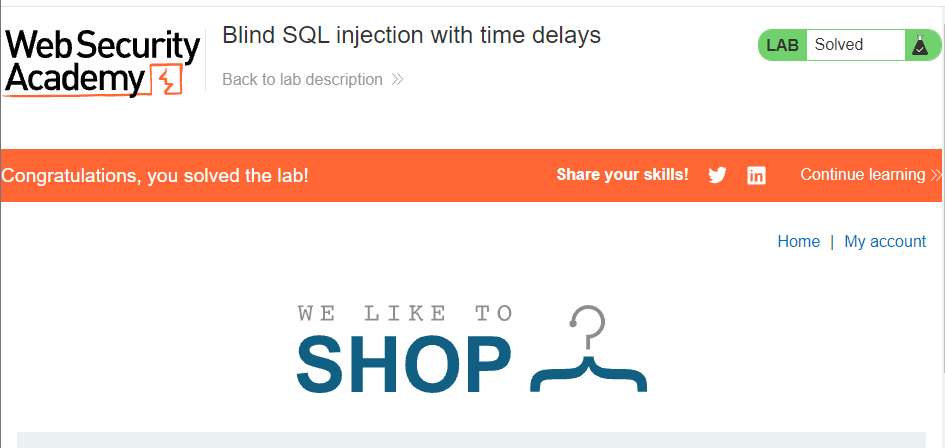 Web Security
Academy
Blind SQL injection with time delays
Back to lab description
LAB Solved
Congratulations, you solved the lab!
Share your skills!
in
Continue learning
Home | My account
WE LIKE TO
SHOP